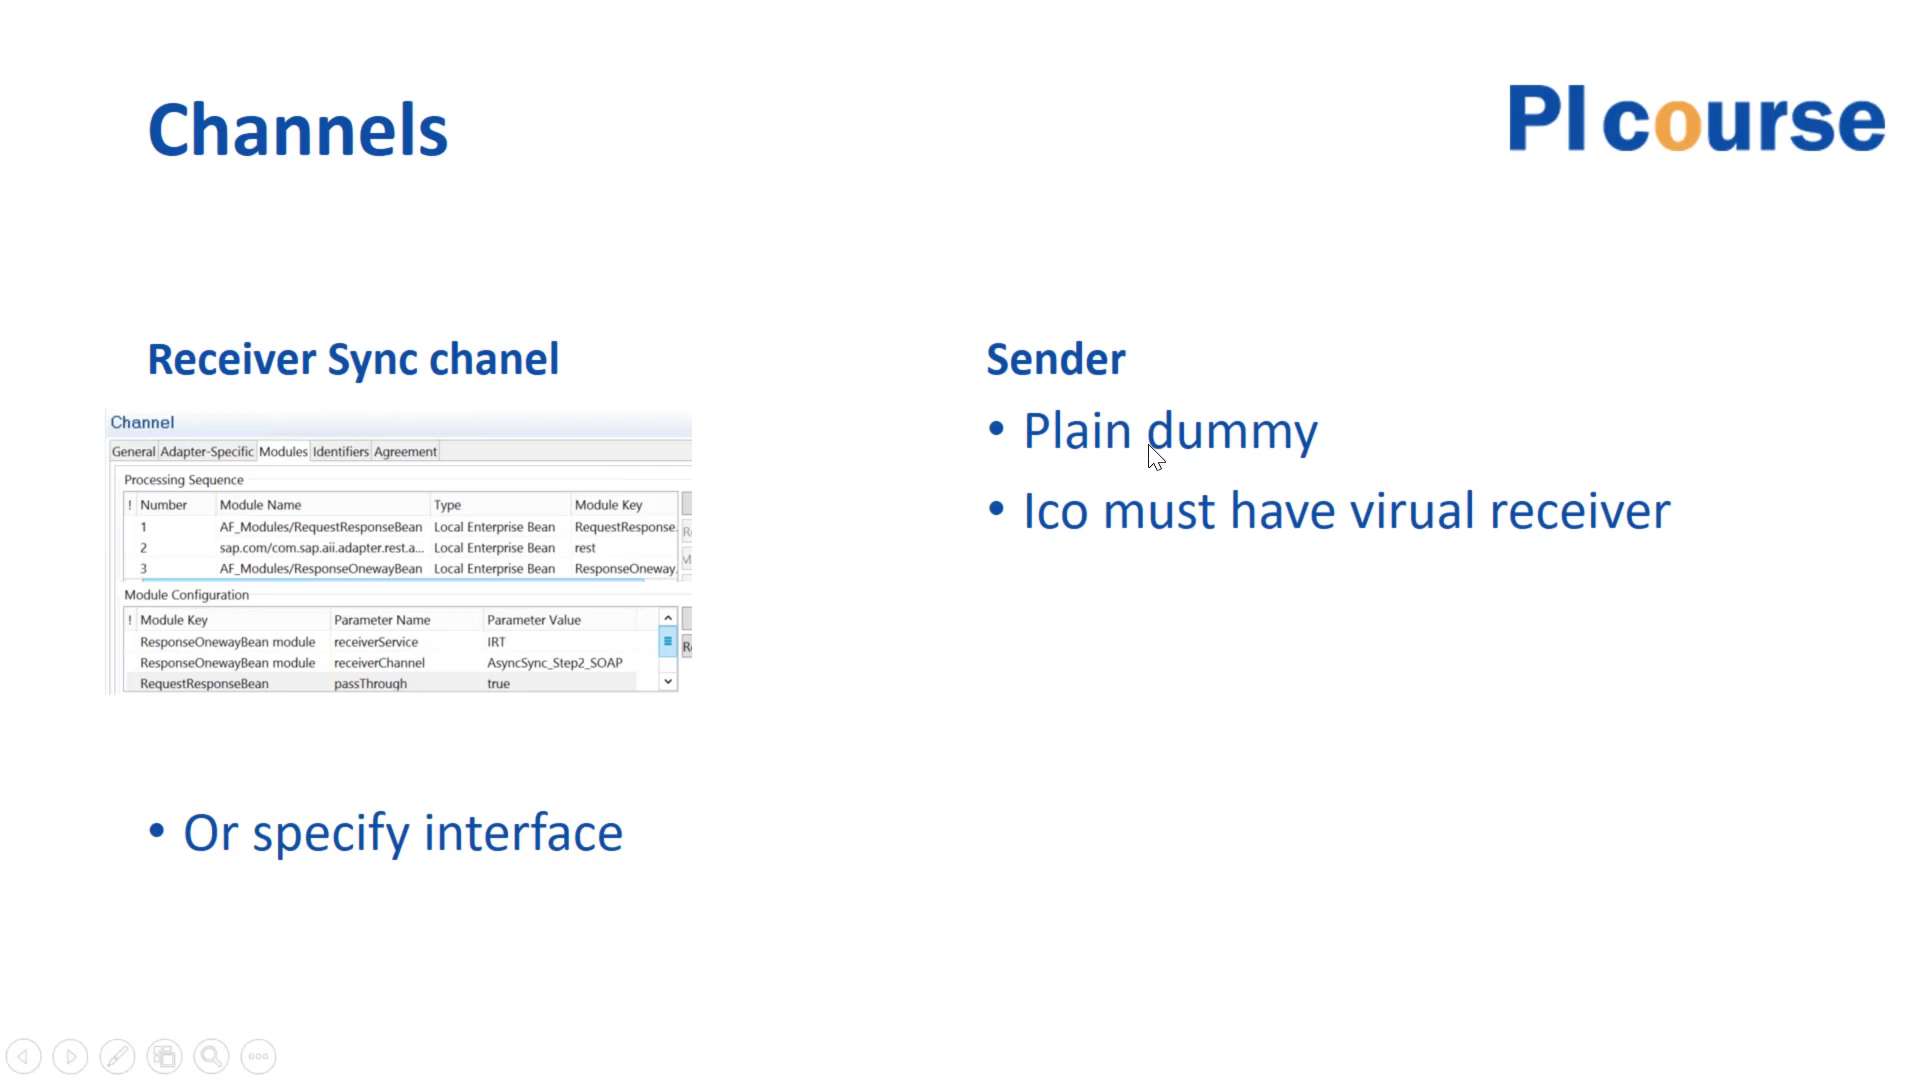 Channels
PI course
Receiver Sync chanel
Channel
General Adapter-Specific Modules Identifiers Agreement
Processing Sequence
! Number Module Name Type Module Key
1 AF_Modules/RequestResponseBean Local Enterprise Bean RequestResponse.
2 sap.com/com.sap.aii.adapter.rest.a... Local Enterprise Bean rest
3 AF_Modules/ResponseOnewayBean Local Enterprise Bean ResponseOneway.
Module Configuration
! Module Key Parameter Name Parameter Value
ResponseOnewayBean module receiverService IRT
ResponseOnewayBean module receiverChannel AsyncSync_Step2_SOAP
RequestResponseBean passThrough true
• Or specify interface
Sender
• Plain dummy
• Ico must have virual receiver